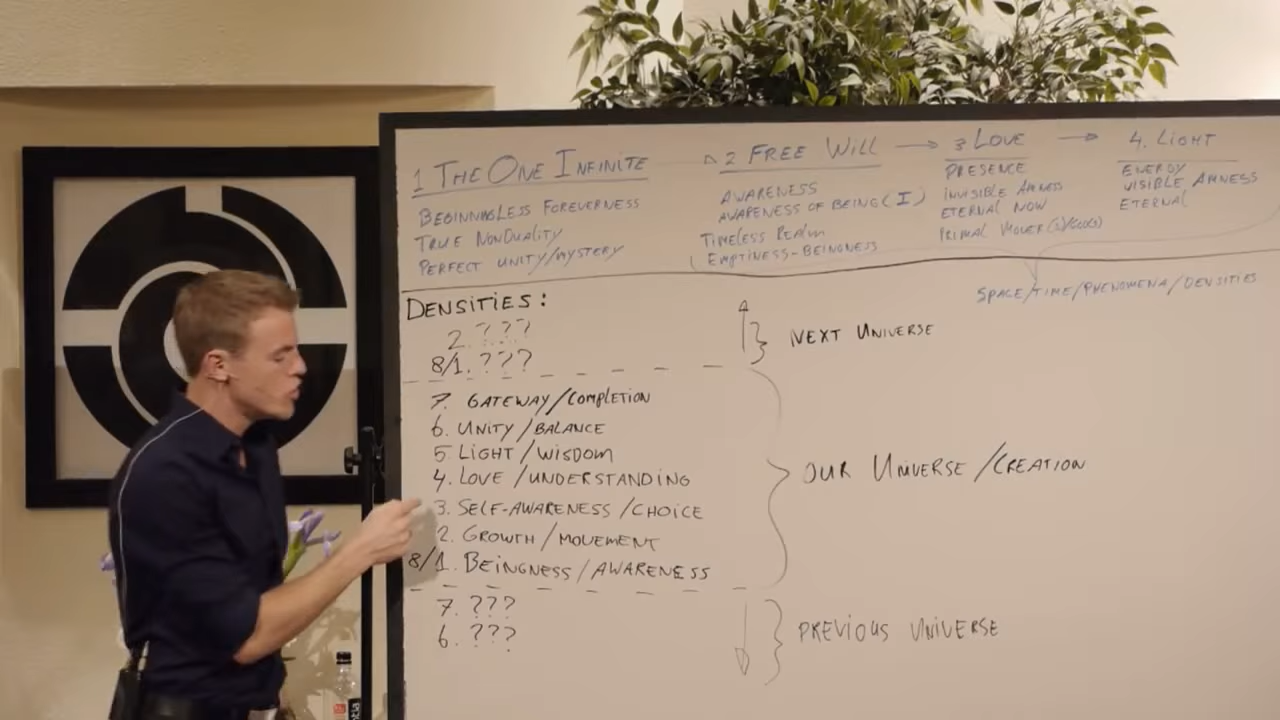 1 THE ONE INFINITE
BEGINNINGLESS FOREVERNESS
TRUE NONDUALITY
PERFECT UNITY/MYSTERY
2 FREE WILL
AWARENESS
AWARENESS OF BEING (I)
TIMELESS REALM
EMPTINESS-BEINGNESS
3 LOVE
PRESENCE
INVISIBLE AMNESS
ETERNAL NOW
PRIMAL MOVER(S)/GOD(S)
4. LIGHT
ENERGY
VISIBLE AMNESS
ETERNAL
SPACE/TIME/PHENOMENA/DENSITIES
DENSITIES:
2. ???
8/1. ???
NEXT UNIVERSE
7. GATEWAY/COMPLETION
6. UNITY/BALANCE
5. LIGHT/WISDOM
4. LOVE/UNDERSTANDING
3. SELF-AWARENESS/CHOICE
2. GROWTH/MOVEMENT
8/1. BEINGNESS/AWARENESS
OUR UNIVERSE/CREATION
7. ???
6. ???
PREVIOUS UNIVERSE